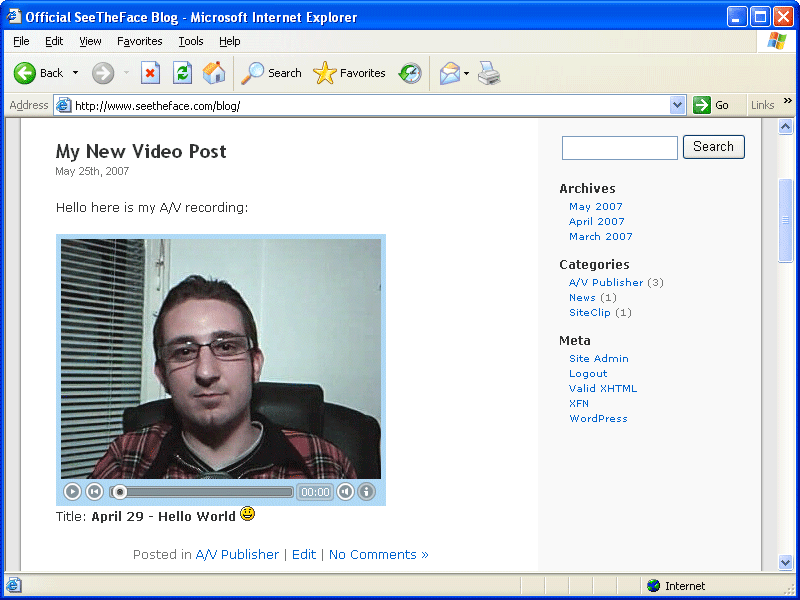 Official SeeTheFace Blog - Microsoft Internet Explorer
File Edit View Favorites Tools Help
Back Search Favorites
Address http://www.seetheface.com/blog/ Go Links »
My New Video Post
May 25th, 2007
Hello here is my A/V recording:
00:00
Title: April 29 - Hello World
Posted in A/V Publisher | Edit | No Comments »
Search
Archives
May 2007
April 2007
March 2007
Categories
A/V Publisher (3)
News (1)
SiteClip (1)
Meta
Site Admin
Logout
Valid XHTML
XFN
WordPress
Internet